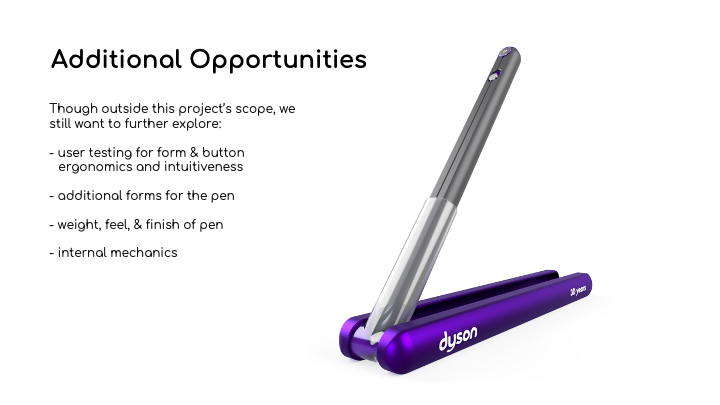 Additional Opportunities
Though outside this project's scope, we
still want to further explore:
- user testing for form & button
ergonomics and intuitiveness
- additional forms for the pen
- weight, feel, & finish of pen
- internal mechanics
30 years
dyson